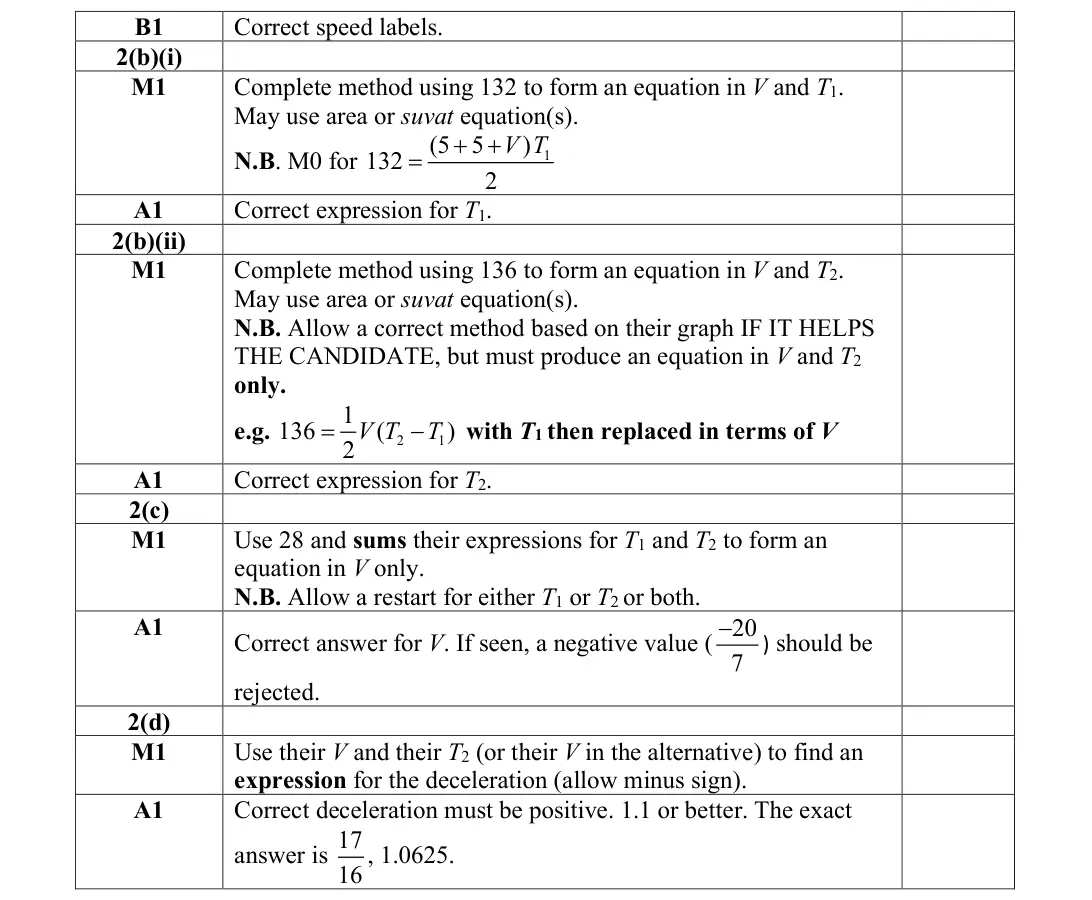 B1 Correct speed labels.
2(b)(i)
M1 Complete method using 132 to form an equation in V and T₁.
May use area or suvat equation(s).
N.B. M0 for 132 = (5+5+V)T₁ / 2
A1 Correct expression for T₁.
2(b)(ii)
M1 Complete method using 136 to form an equation in V and T₂.
May use area or suvat equation(s).
N.B. Allow a correct method based on their graph IF IT HELPS
THE CANDIDATE, but must produce an equation in V and T₂
only.
e.g. 136 = 1/2 V(T₂ − T₁) with T₁ then replaced in terms of V
A1 Correct expression for T₂.
2(c)
M1 Use 28 and sums their expressions for T₁ and T₂ to form an
equation in V only.
N.B. Allow a restart for either T₁ or T₂ or both.
A1 Correct answer for V. If seen, a negative value (−20/7) should be
rejected.
2(d)
M1 Use their V and their T₂ (or their V in the alternative) to find an
expression for the deceleration (allow minus sign).
A1 Correct deceleration must be positive. 1.1 or better. The exact
answer is 17/16, 1.0625.